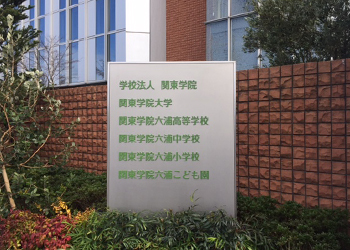 学校法人 関東学院
関東学院大学
関東学院六浦高等学校
関東学院六浦中学校
関東学院六浦小学校
関東学院六浦こども園